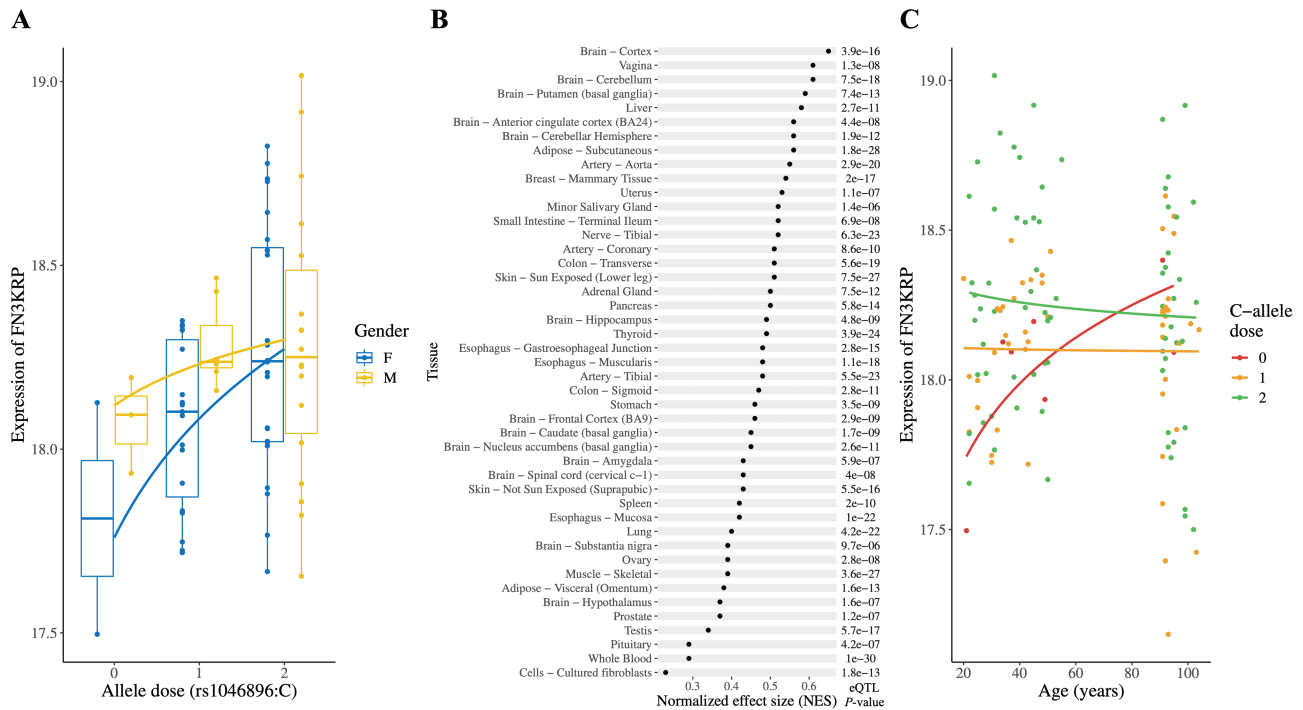 A
Expression of FN3KRP
19.0
18.5
18.0
17.5
0
1
2
Allele dose (rs1046896:C)
Gender
F
M
B
Tissue
Brain − Cortex 3.9e−16
Vagina 1.3e−08
Brain − Cerebellum 7.5e−18
Brain − Putamen (basal ganglia) 7.4e−13
Liver 2.7e−11
Brain − Anterior cingulate cortex (BA24) 4.4e−08
Brain − Cerebellar Hemisphere 1.9e−12
Adipose − Subcutaneous 1.8e−28
Artery − Aorta 2.9e−20
Breast − Mammary Tissue 2e−17
Uterus 1.1e−07
Minor Salivary Gland 1.4e−06
Small Intestine − Terminal Ileum 6.9e−08
Nerve − Tibial 6.3e−23
Artery − Coronary 8.6e−10
Colon − Transverse 5.6e−19
Skin − Sun Exposed (Lower leg) 7.5e−27
Adrenal Gland 7.5e−12
Pancreas 5.8e−14
Brain − Hippocampus 4.8e−09
Thyroid 3.9e−24
Esophagus − Gastroesophageal Junction 2.8e−15
Esophagus − Muscularis 1.1e−18
Artery − Tibial 5.5e−23
Colon − Sigmoid 2.8e−11
Stomach 3.5e−09
Brain − Frontal Cortex (BA9) 2.9e−09
Brain − Caudate (basal ganglia) 1.7e−09
Brain − Nucleus accumbens (basal ganglia) 2.6e−11
Brain − Amygdala 5.9e−07
Brain − Spinal cord (cervical c−1) 4e−08
Skin − Not Sun Exposed (Suprapubic) 5.5e−16
Spleen 2e−10
Esophagus − Mucosa 1e−22
Lung 4.2e−22
Brain − Substantia nigra 9.7e−06
Ovary 2.8e−08
Muscle − Skeletal 3.6e−27
Adipose − Visceral (Omentum) 1.6e−13
Brain − Hypothalamus 1.6e−07
Prostate 1.2e−07
Testis 5.7e−17
Pituitary 4.2e−07
Whole Blood 1e−30
Cells − Cultured fibroblasts 1.8e−13
0.3 0.4 0.5 0.6
Normalized effect size (NES)
eQTL
P-value
C
Expression of FN3KRP
19.0
18.5
18.0
17.5
20 40 60 80 100
Age (years)
C−allele
dose
0
1
2